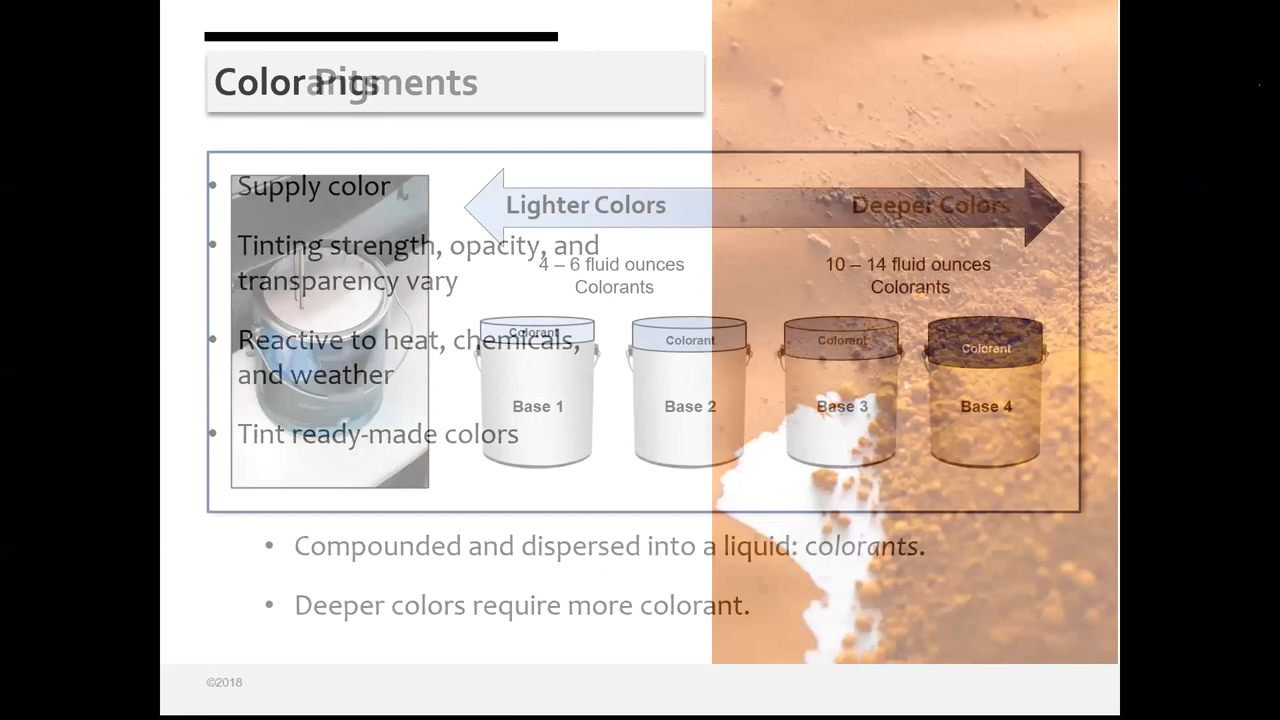 Color Pigments
Colorants
• Supply color
• Tinting strength, opacity, and
transparency vary
• Reactive to heat, chemicals,
and weather
• Tint ready-made colors
Lighter Colors
Deeper Colors
4 – 6 fluid ounces
Colorants
10 – 14 fluid ounces
Colorants
Colorant
Colorant
Colorant
Colorant
Base 1
Base 2
Base 3
Base 4
• Compounded and dispersed into a liquid: colorants.
• Deeper colors require more colorant.
©2018